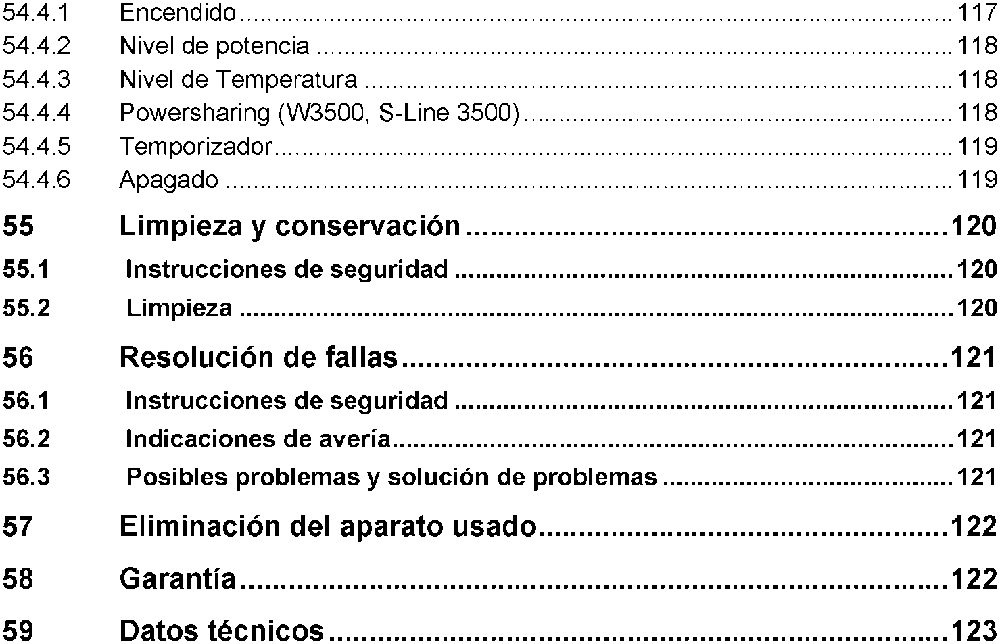 54.4.1 Encendido........................................................................117
54.4.2 Nivel de potencia ................................................................118
54.4.3 Nivel de Temperatura ...........................................................118
54.4.4 Powersharing (W3500, S-Line 3500)............................................118
54.4.5 Temporizador.....................................................................119
54.4.6 Apagado ..........................................................................119
55 Limpieza y conservación ..........................................................120
55.1 Instrucciones de seguridad .....................................................120
55.2 Limpieza .........................................................................120
56 Resolución de fallas................................................................121
56.1 Instrucciones de seguridad .....................................................121
56.2 Indicaciones de avería............................................................121
56.3 Posibles problemas y solución de problemas ....................................121
57 Eliminación del aparato usado.....................................................122
58 Garantía.............................................................................122
59 Datos técnicos ......................................................................123